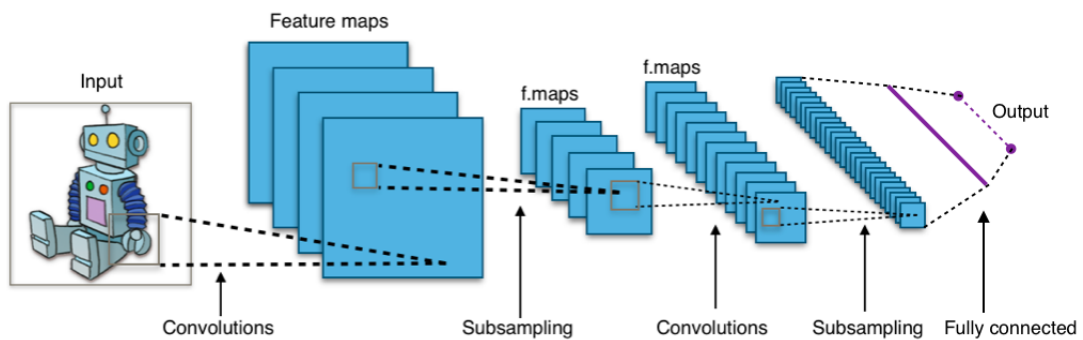 Feature maps
f.maps
Input
f.maps
Output
Convolutions
Subsampling
Convolutions
Subsampling
Fully connected